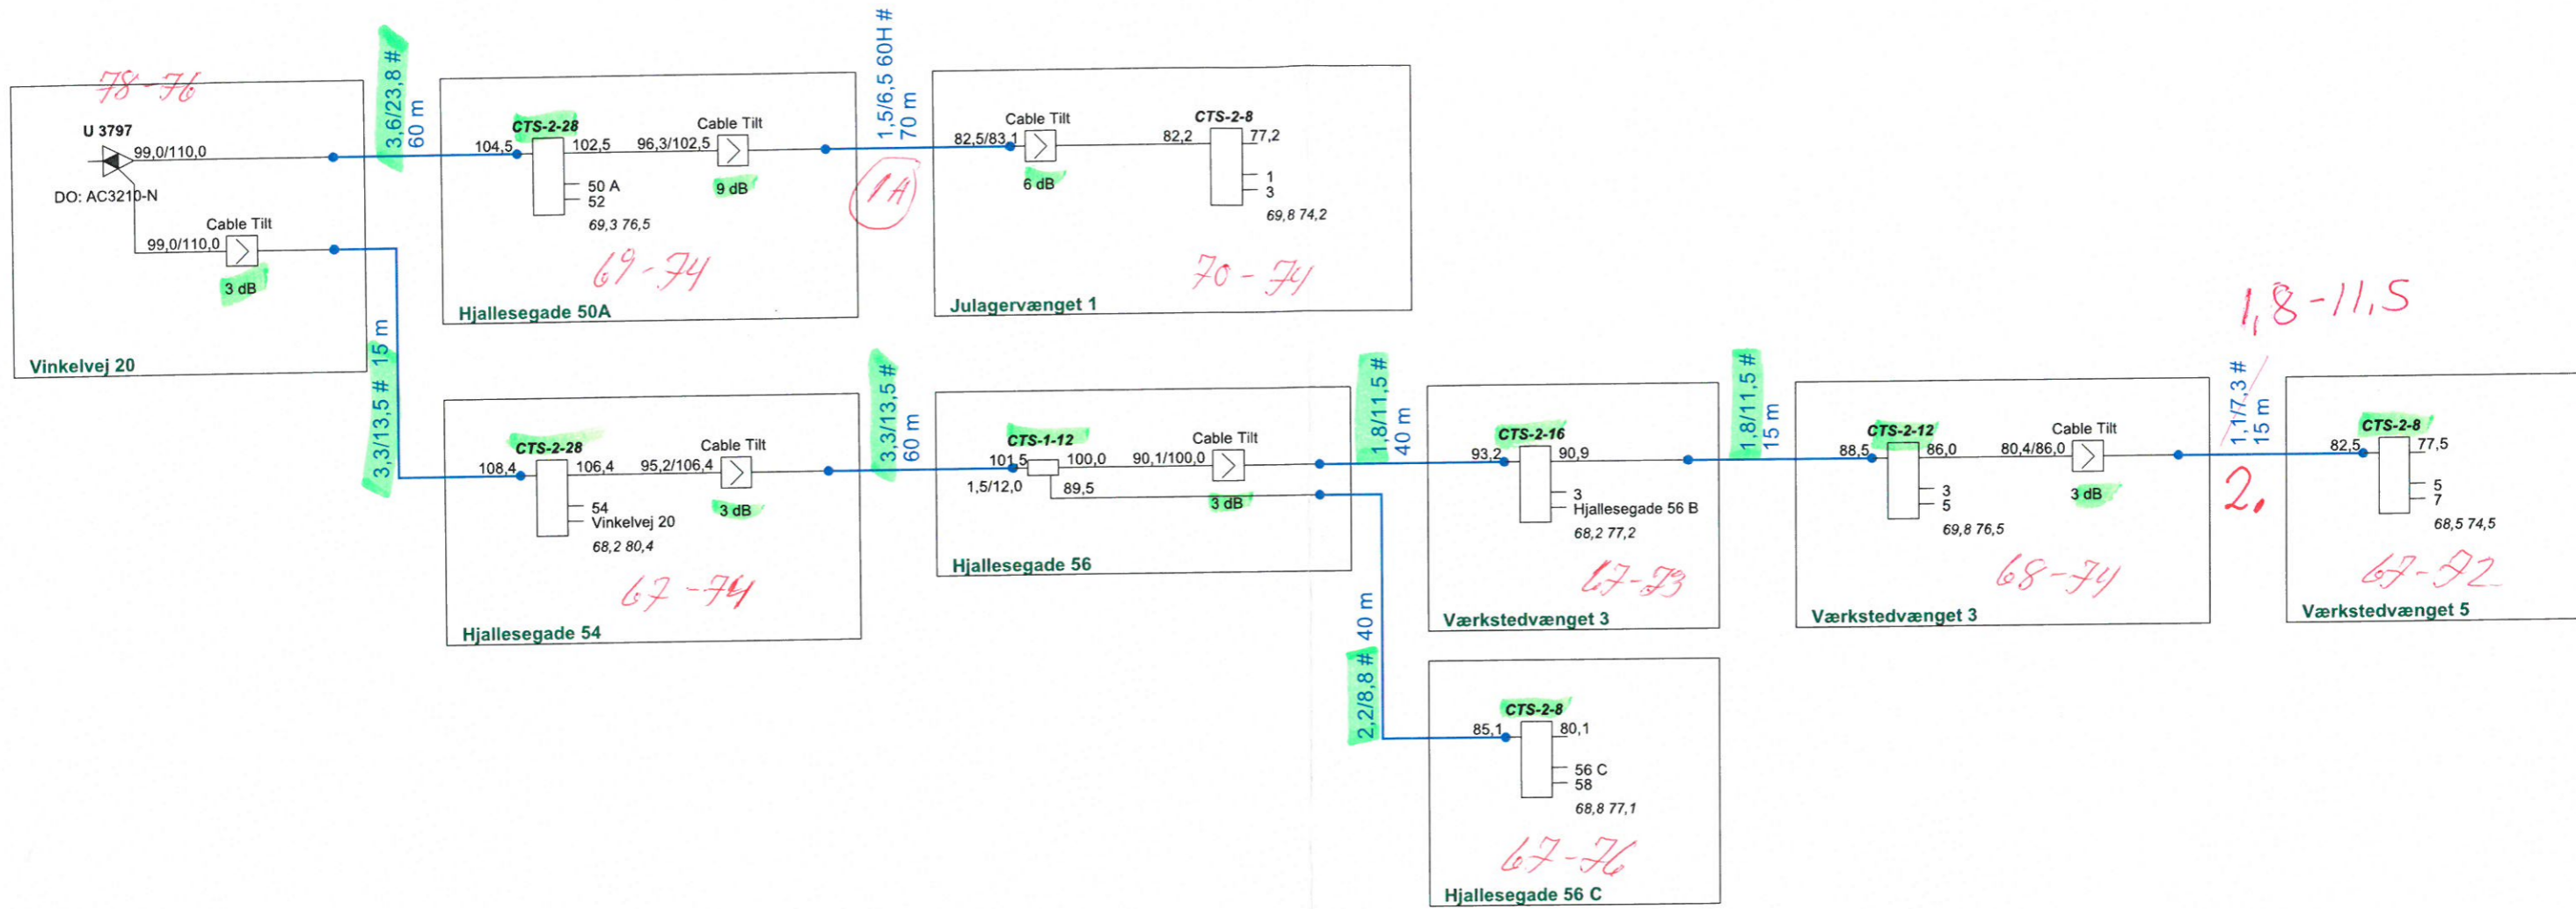 78-76
U 3797
99,0/110,0
DO: AC3210-N
Cable Tilt
99,0/110,0
3 dB
Vinkelvej 20
3,6/23,8 #
60 m
CTS-2-28
104,5
102,5
96,3/102,5
Cable Tilt
9 dB
50 A
52
69,3 76,5
69-74
Hjallesegade 50A
1,5/6,5 60H #
70 m
1A
Cable Tilt
82,5/83,1
6 dB
CTS-2-8
82,2
77,2
1
3
69,8 74,2
70-74
Julagervænget 1
3,3/13,5 # 15 m
CTS-2-28
108,4
106,4
95,2/106,4
Cable Tilt
3 dB
54
Vinkelvej 20
68,2 80,4
67-74
Hjallesegade 54
3,3/13,5 #
60 m
CTS-1-12
101,5
100,0
90,1/100,0
Cable Tilt
1,5/12,0
89,5
3 dB
Hjallesegade 56
1,8/11,5 #
40 m
CTS-2-16
93,2
90,9
3
Hjallesegade 56 B
68,2 77,2
67-73
Værkstedvænget 3
1,8/11,5 #
15 m
CTS-2-12
88,5
86,0
80,4/86,0
Cable Tilt
3 dB
3
5
69,8 76,5
68-74
Værkstedvænget 3
1,8-11,5
1,1/7,3 #
15 m
2.
CTS-2-8
82,5
77,5
5
7
68,5 74,5
67-72
Værkstedvænget 5
2,2/8,8 # 40 m
CTS-2-8
85,1
80,1
56 C
58
68,8 77,1
67-76
Hjallesegade 56 C